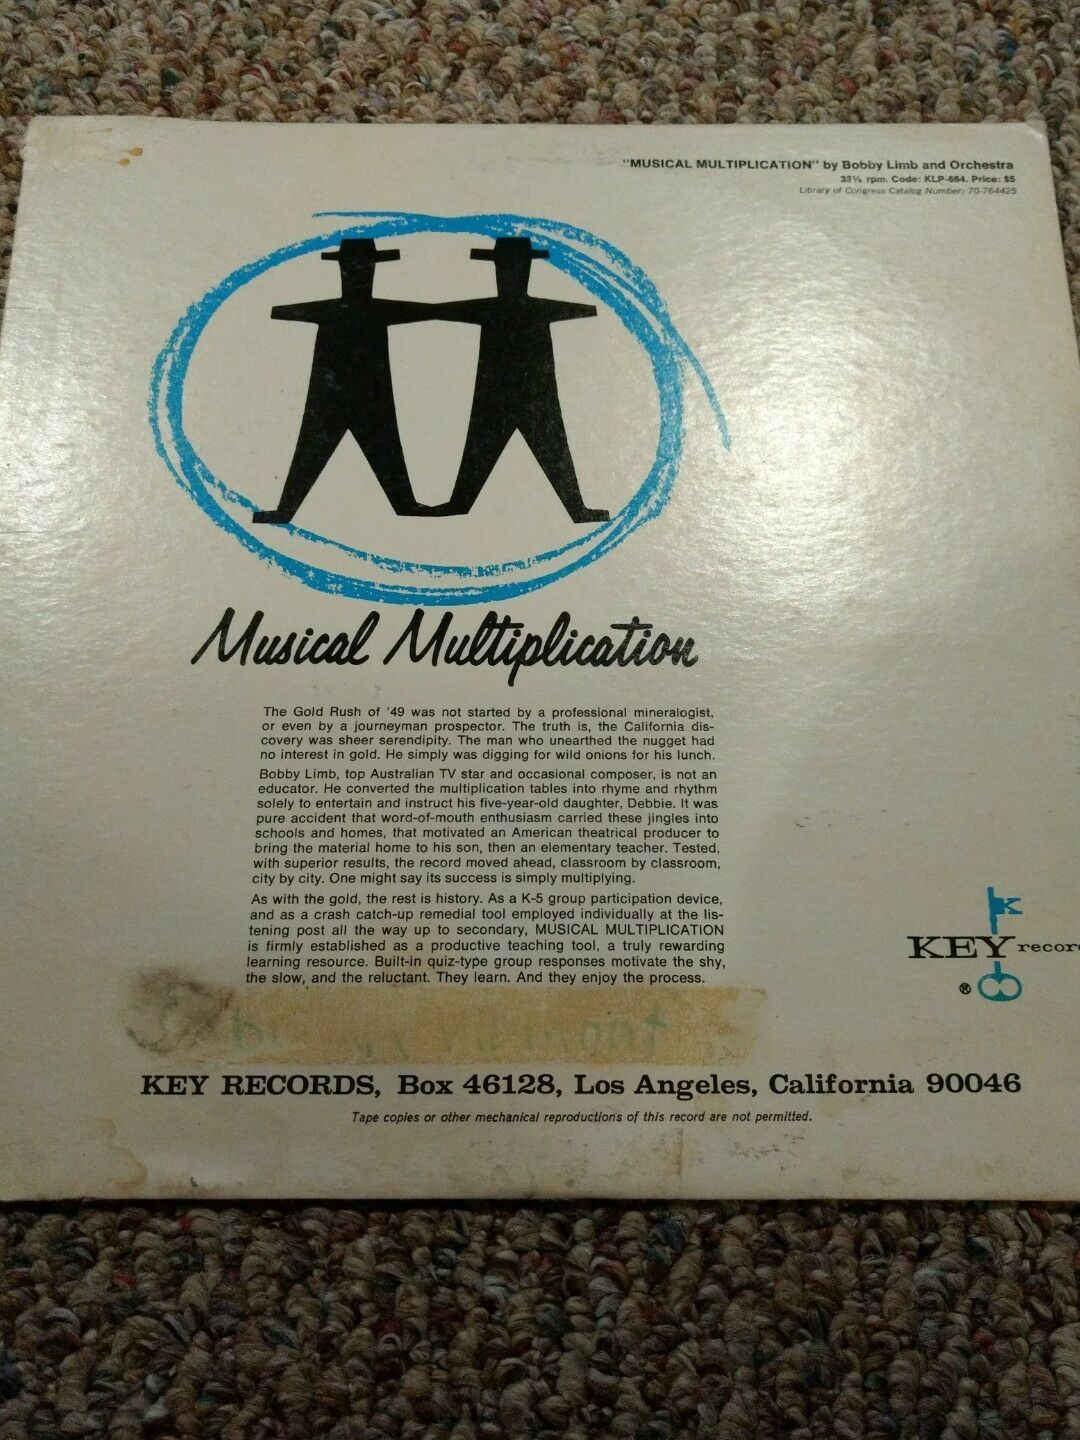 "MUSICAL MULTIPLICATION" by Bobby Limb and Orchestra
33⅓ rpm. Code: KLP-664. Price: $5
Library of Congress Catalog Number: 70-764425
Musical Multiplication
The Gold Rush of '49 was not started by a professional mineralogist,
or even by a journeyman prospector. The truth is, the California dis-
covery was sheer serendipity. The man who unearthed the nugget had
no interest in gold. He simply was digging for wild onions for his lunch.
Bobby Limb, top Australian TV star and occasional composer, is not an
educator. He converted the multiplication tables into rhyme and rhythm
solely to entertain and instruct his five-year-old daughter, Debbie. It was
pure accident that word-of-mouth enthusiasm carried these jingles into
schools and homes, that motivated an American theatrical producer to
bring the material home to his son, then an elementary teacher. Tested,
with superior results, the record moved ahead, classroom by classroom,
city by city. One might say its success is simply multiplying.
As with the gold, the rest is history. As a K-5 group participation device,
and as a crash catch-up remedial tool employed individually at the lis-
tening post all the way up to secondary, MUSICAL MULTIPLICATION
is firmly established as a productive teaching tool, a truly rewarding
learning resource. Built-in quiz-type group responses motivate the shy,
the slow, and the reluctant. They learn. And they enjoy the process.
K
KEY recor
®
KEY RECORDS, Box 46128, Los Angeles, California 90046
Tape copies or other mechanical reproductions of this record are not permitted.